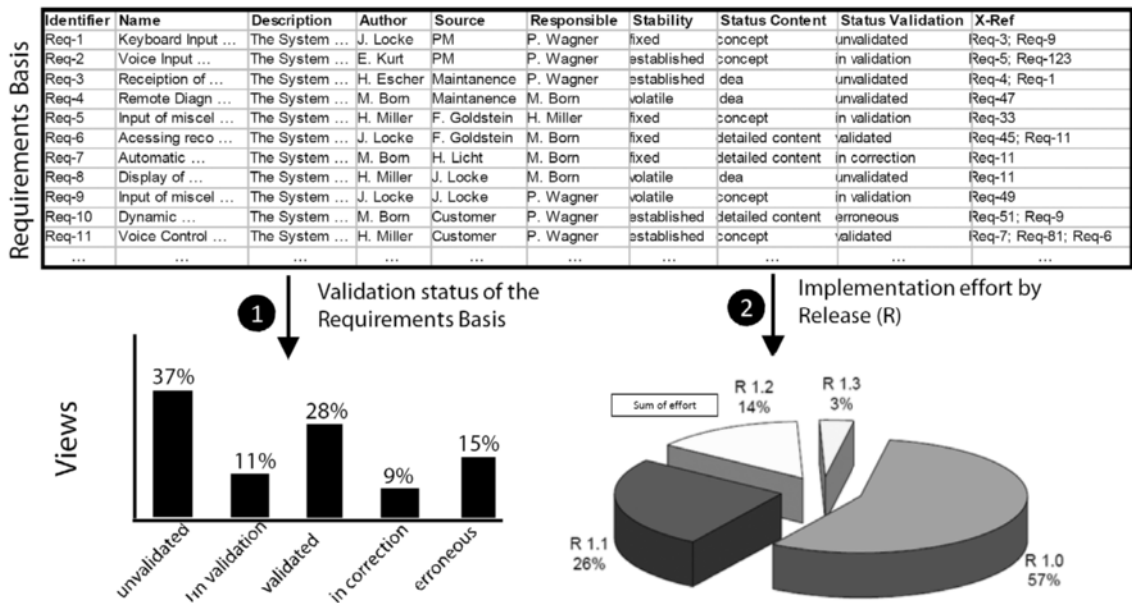 Requirements Basis
Identifier Name Description Author Source Responsible Stability Status Content Status Validation X-Ref
Req-1 Keyboard Input ... The System ... J. Locke PM P. Wagner fixed concept unvalidated Req-3; Req-9
Req-2 Voice Input ... The System ... E. Kurt PM P. Wagner established concept in validation Req-5; Req-123
Req-3 Receiption of ... The System ... H. Escher Maintanence P. Wagner established idea unvalidated Req-4; Req-1
Req-4 Remote Diagn ... The System ... M. Born Maintanence M. Born volatile idea unvalidated Req-47
Req-5 Input of miscel ... The System ... H. Miller F. Goldstein H. Miller fixed concept in validation Req-33
Req-6 Acessing reco ... The System ... J. Locke F. Goldstein M. Born fixed detailed content validated Req-45; Req-11
Req-7 Automatic ... The System ... M. Born H. Licht M. Born fixed detailed content in correction Req-11
Req-8 Display of ... The System ... H. Miller J. Locke M. Born volatile idea unvalidated Req-11
Req-9 Input of miscel ... The System ... J. Locke J. Locke P. Wagner volatile concept in validation Req-49
Req-10 Dynamic ... The System ... M. Born Customer P. Wagner established detailed content erroneous Req-51; Req-9
Req-11 Voice Control ... The System ... H. Miller Customer P. Wagner established concept validated Req-7; Req-81; Req-6
... ... ... ... ... ... ... ... ... ...
1 Validation status of the
Requirements Basis
2 Implementation effort by
Release (R)
Views
37%
11%
28%
9%
15%
unvalidated
in validation
validated
in correction
erroneous
Sum of effort
R 1.2
14%
R 1.3
3%
R 1.1
26%
R 1.0
57%